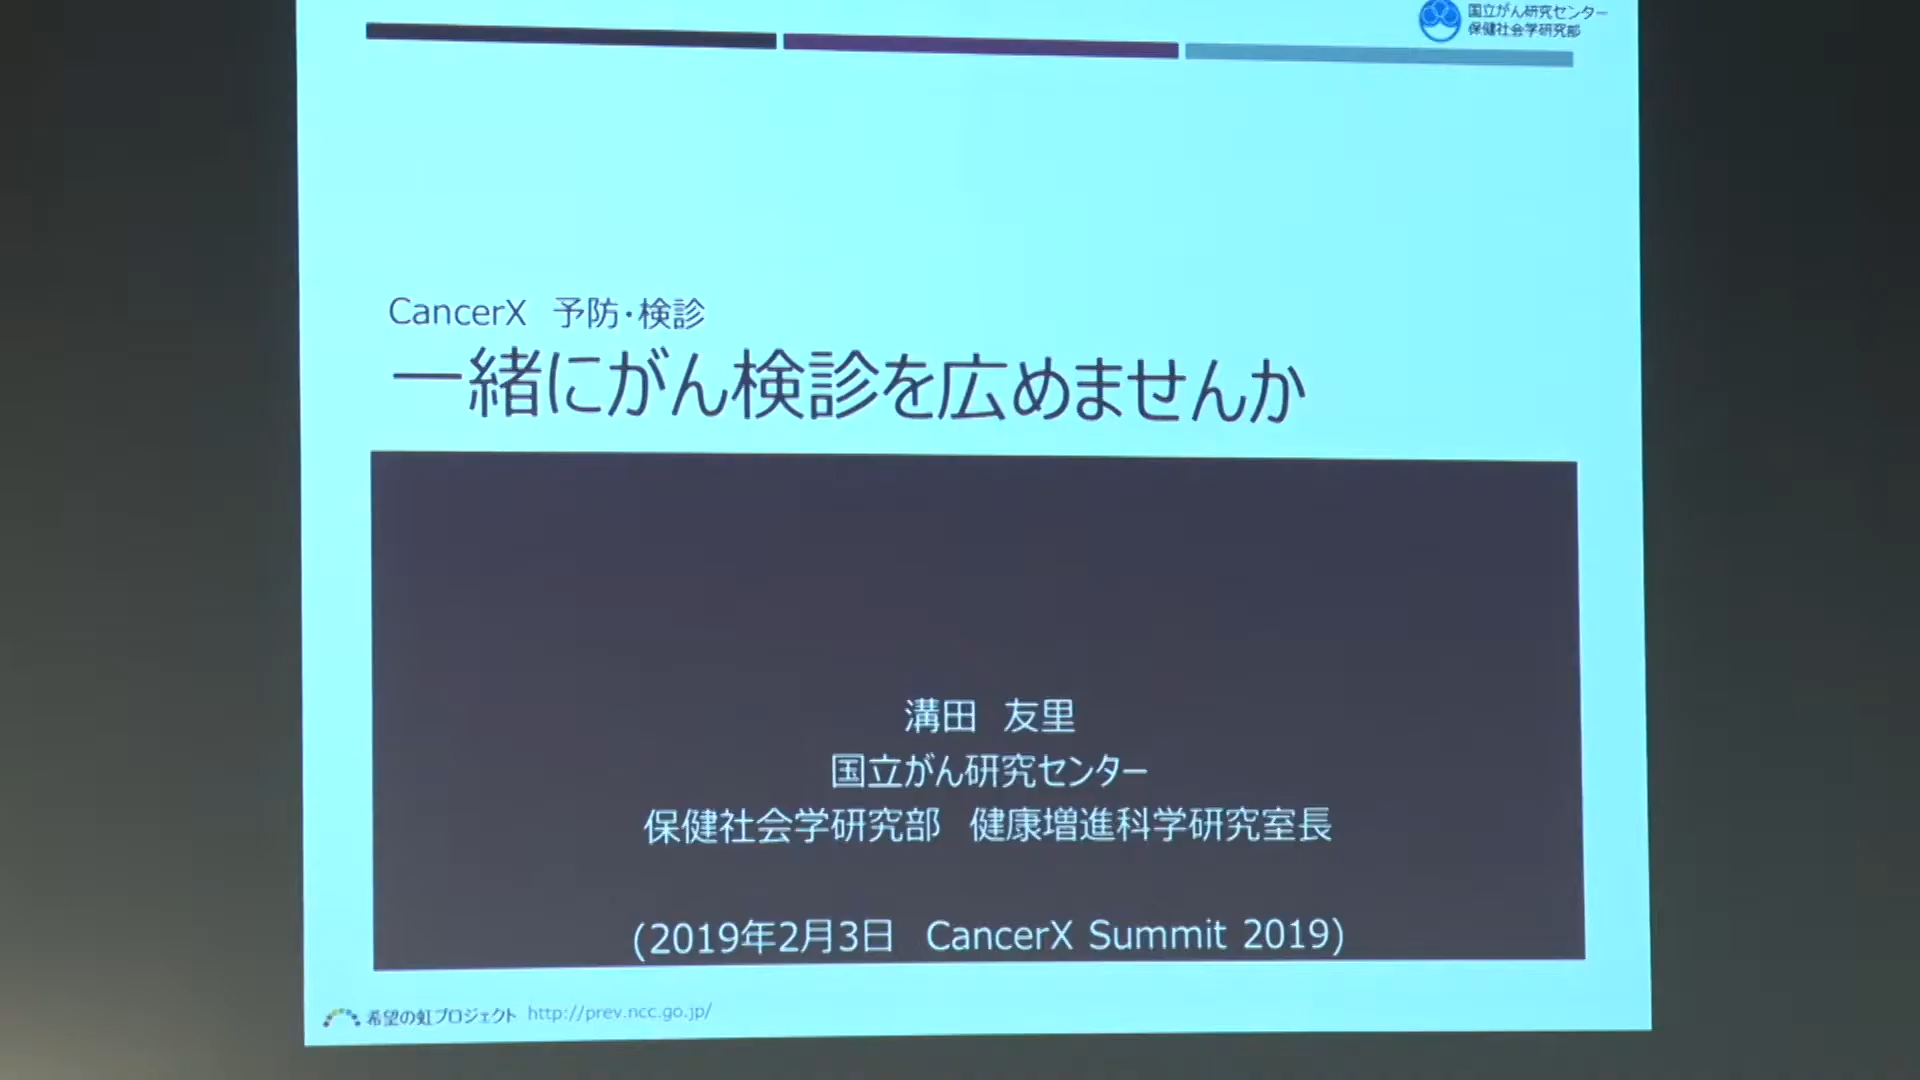 国立がん研究センター
保健社会学研究部
CancerX 予防・検診
一緒にがん検診を広めませんか
溝田 友里
国立がん研究センター
保健社会学研究部 健康増進科学研究室長
(2019年2月3日 CancerX Summit 2019)
希望の虹プロジェクト http://prev.ncc.go.jp/